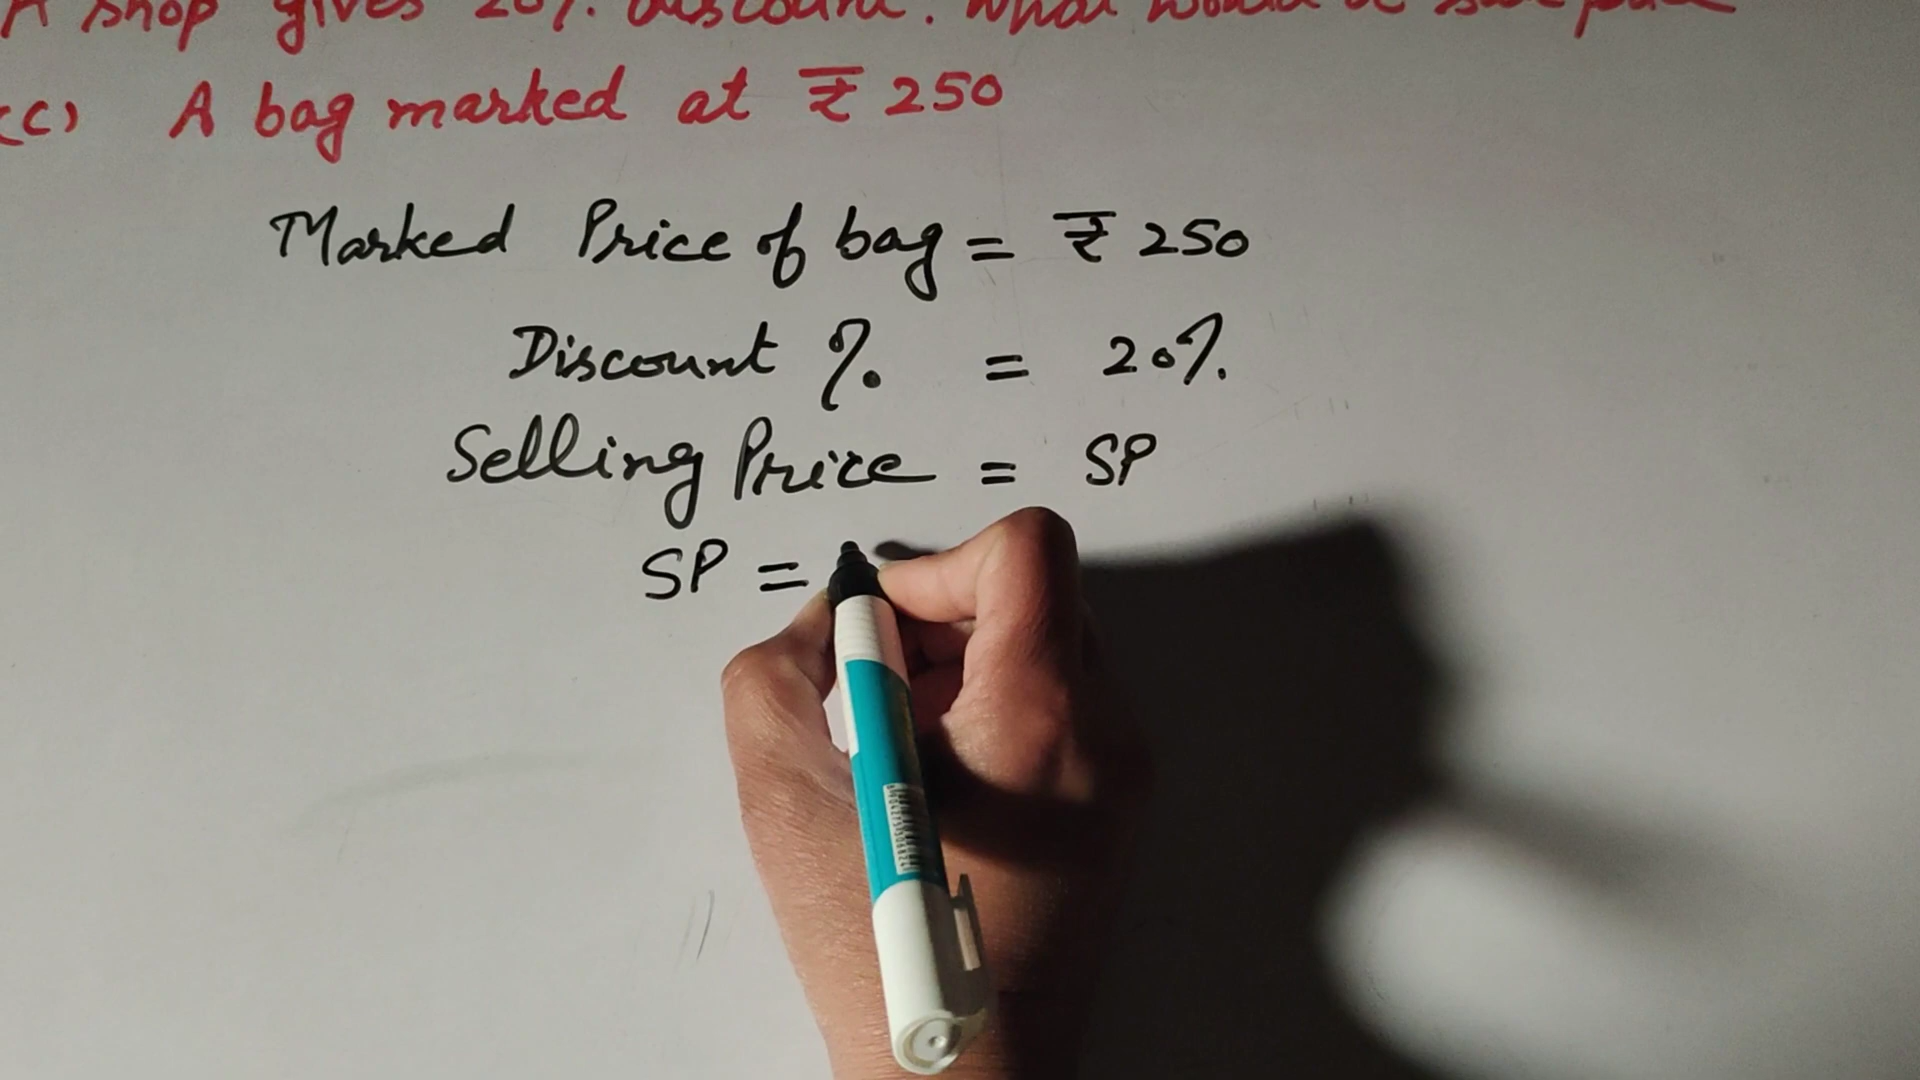 A shop gives 20%. discount. What would be sale price
(c) A bag marked at ₹ 250
Marked Price of bag = ₹ 250
Discount % = 20%.
Selling Price = SP
SP =